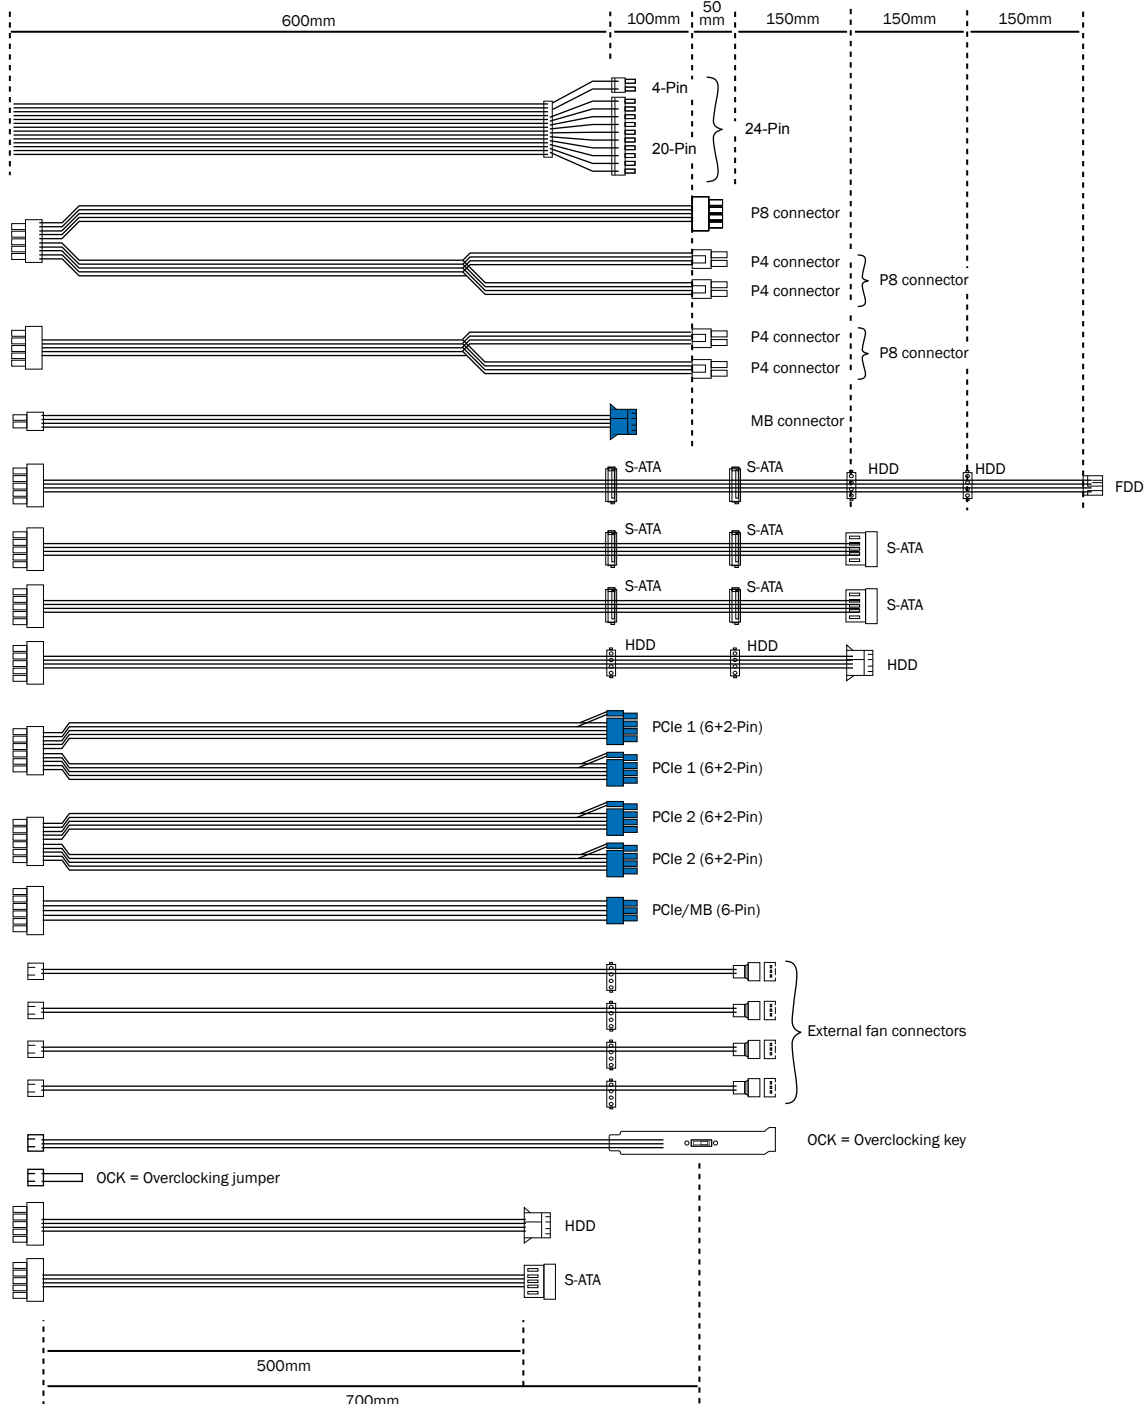 600mm
100mm
50
mm
150mm
150mm
150mm
4-Pin
20-Pin
24-Pin
P8 connector
P4 connector
P4 connector
P8 connector
P4 connector
P4 connector
P8 connector
MB connector
S-ATA
S-ATA
HDD
HDD
FDD
S-ATA
S-ATA
S-ATA
S-ATA
S-ATA
S-ATA
HDD
HDD
HDD
PCIe 1 (6+2-Pin)
PCIe 1 (6+2-Pin)
PCIe 2 (6+2-Pin)
PCIe 2 (6+2-Pin)
PCIe/MB (6-Pin)
External fan connectors
OCK = Overclocking key
OCK = Overclocking jumper
HDD
S-ATA
500mm
700mm